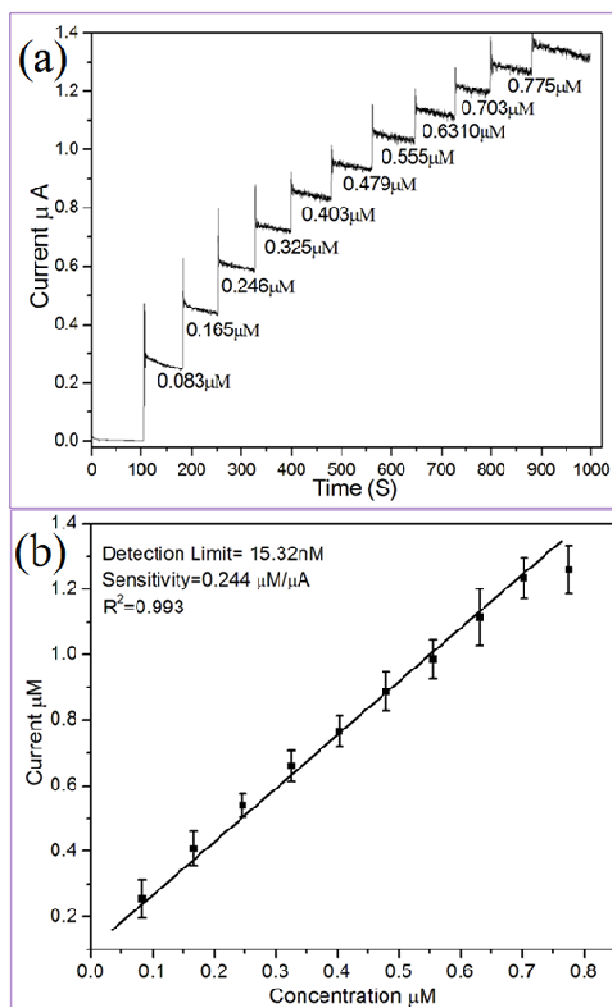 (a)
1.4
1.2
1.0
0.8
0.6
0.4
0.2
0.0
Current μ A
0.775μM
0.703μM
0.6310μM
0.555μM
0.479μM
0.403μM
0.325μM
0.246μM
0.165μM
0.083μM
0 100 200 300 400 500 600 700 800 900 1000
Time (S)
(b)
1.4
1.2
1.0
0.8
0.6
0.4
0.2
Current μM
Detection Limit= 15.32nM
Sensitivity=0.244 μM/μA
R²=0.993
0.0 0.1 0.2 0.3 0.4 0.5 0.6 0.7 0.8
Concentration μM